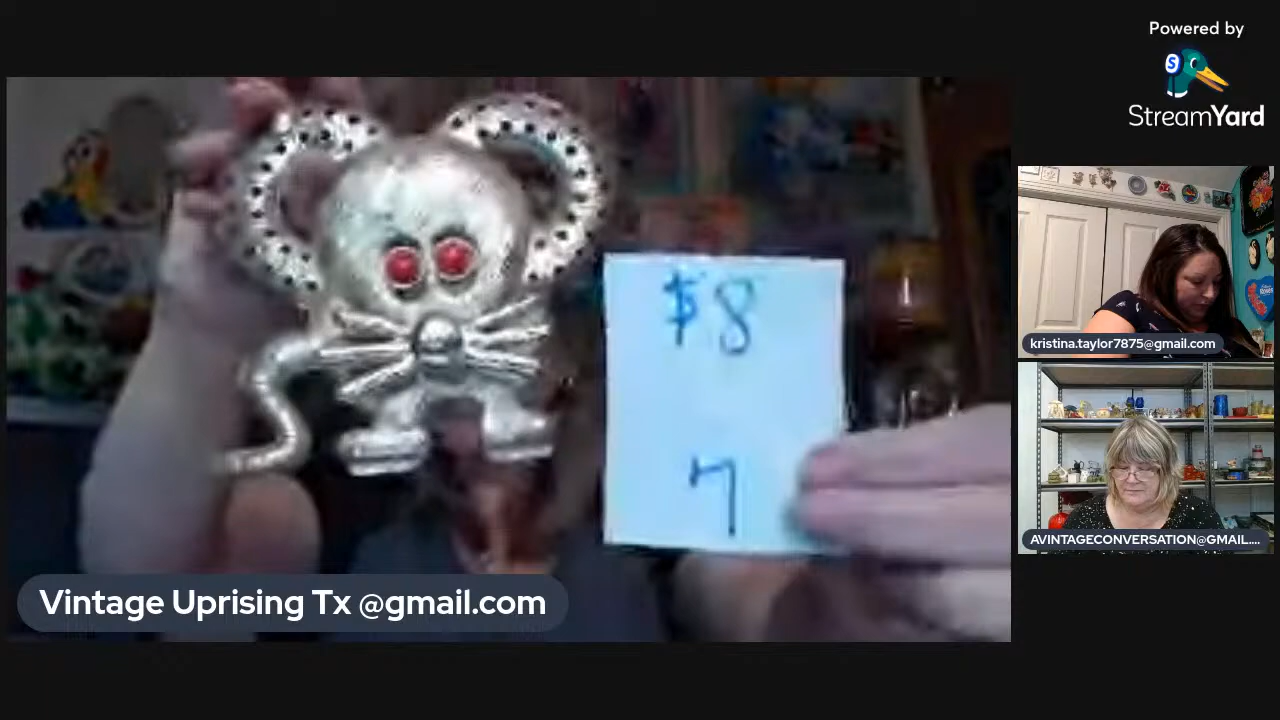 Powered by
StreamYard
$8
7
kristina.taylor7875@gmail.com
AVINTAGECONVERSATION@GMAIL....
Vintage Uprising Tx @gmail.com